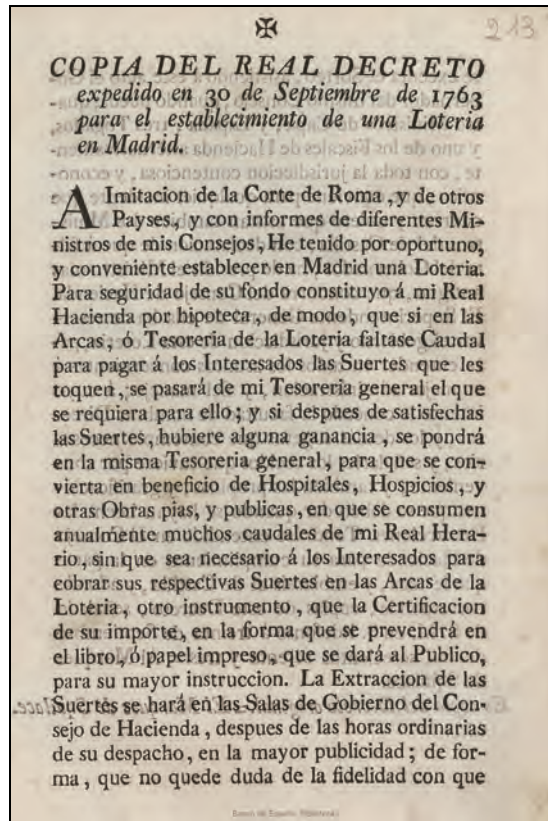 213
✠
COPIA DEL REAL DECRETO
expedido en 30 de Septiembre de 1763
para el establecimiento de una Loteria
en Madrid.
A Imitacion de la Corte de Roma, y de otros
Payses, y con informes de diferentes Mi-
nistros de mis Consejos, He tenido por oportuno,
y conveniente establecer en Madrid una Loteria.
Para seguridad de su fondo constituyo á mi Real
Hacienda por hipoteca, de modo, que si en las
Arcas, ó Tesoreria de la Loteria faltase Caudal
para pagar á los Interesados las Suertes que les
toquen, se pasará de mi Tesoreria general el que
se requiera para ello; y si despues de satisfechas
las Suertes, hubiere alguna ganancia, se pondrá
en la misma Tesoreria general, para que se con-
vierta en beneficio de Hospitales, Hospicios, y
otras Obras pias, y publicas, en que se consumen
anualmente muchos caudales de mi Real Hera-
rio, sin que sea necesario á los Interesados para
cobrar sus respectivas Suertes en las Arcas de la
Loteria, otro instrumento, que la Certificacion
de su importe, en la forma que se prevendrá en
el libro, ó papel impreso, que se dará al Publico,
para su mayor instruccion. La Extraccion de las
Suertes se hará en las Salas de Gobierno del Con-
sejo de Hacienda, despues de las horas ordinarias
de su despacho, en la mayor publicidad; de for-
ma, que no quede duda de la fidelidad con que
Banco de España. Biblioteca